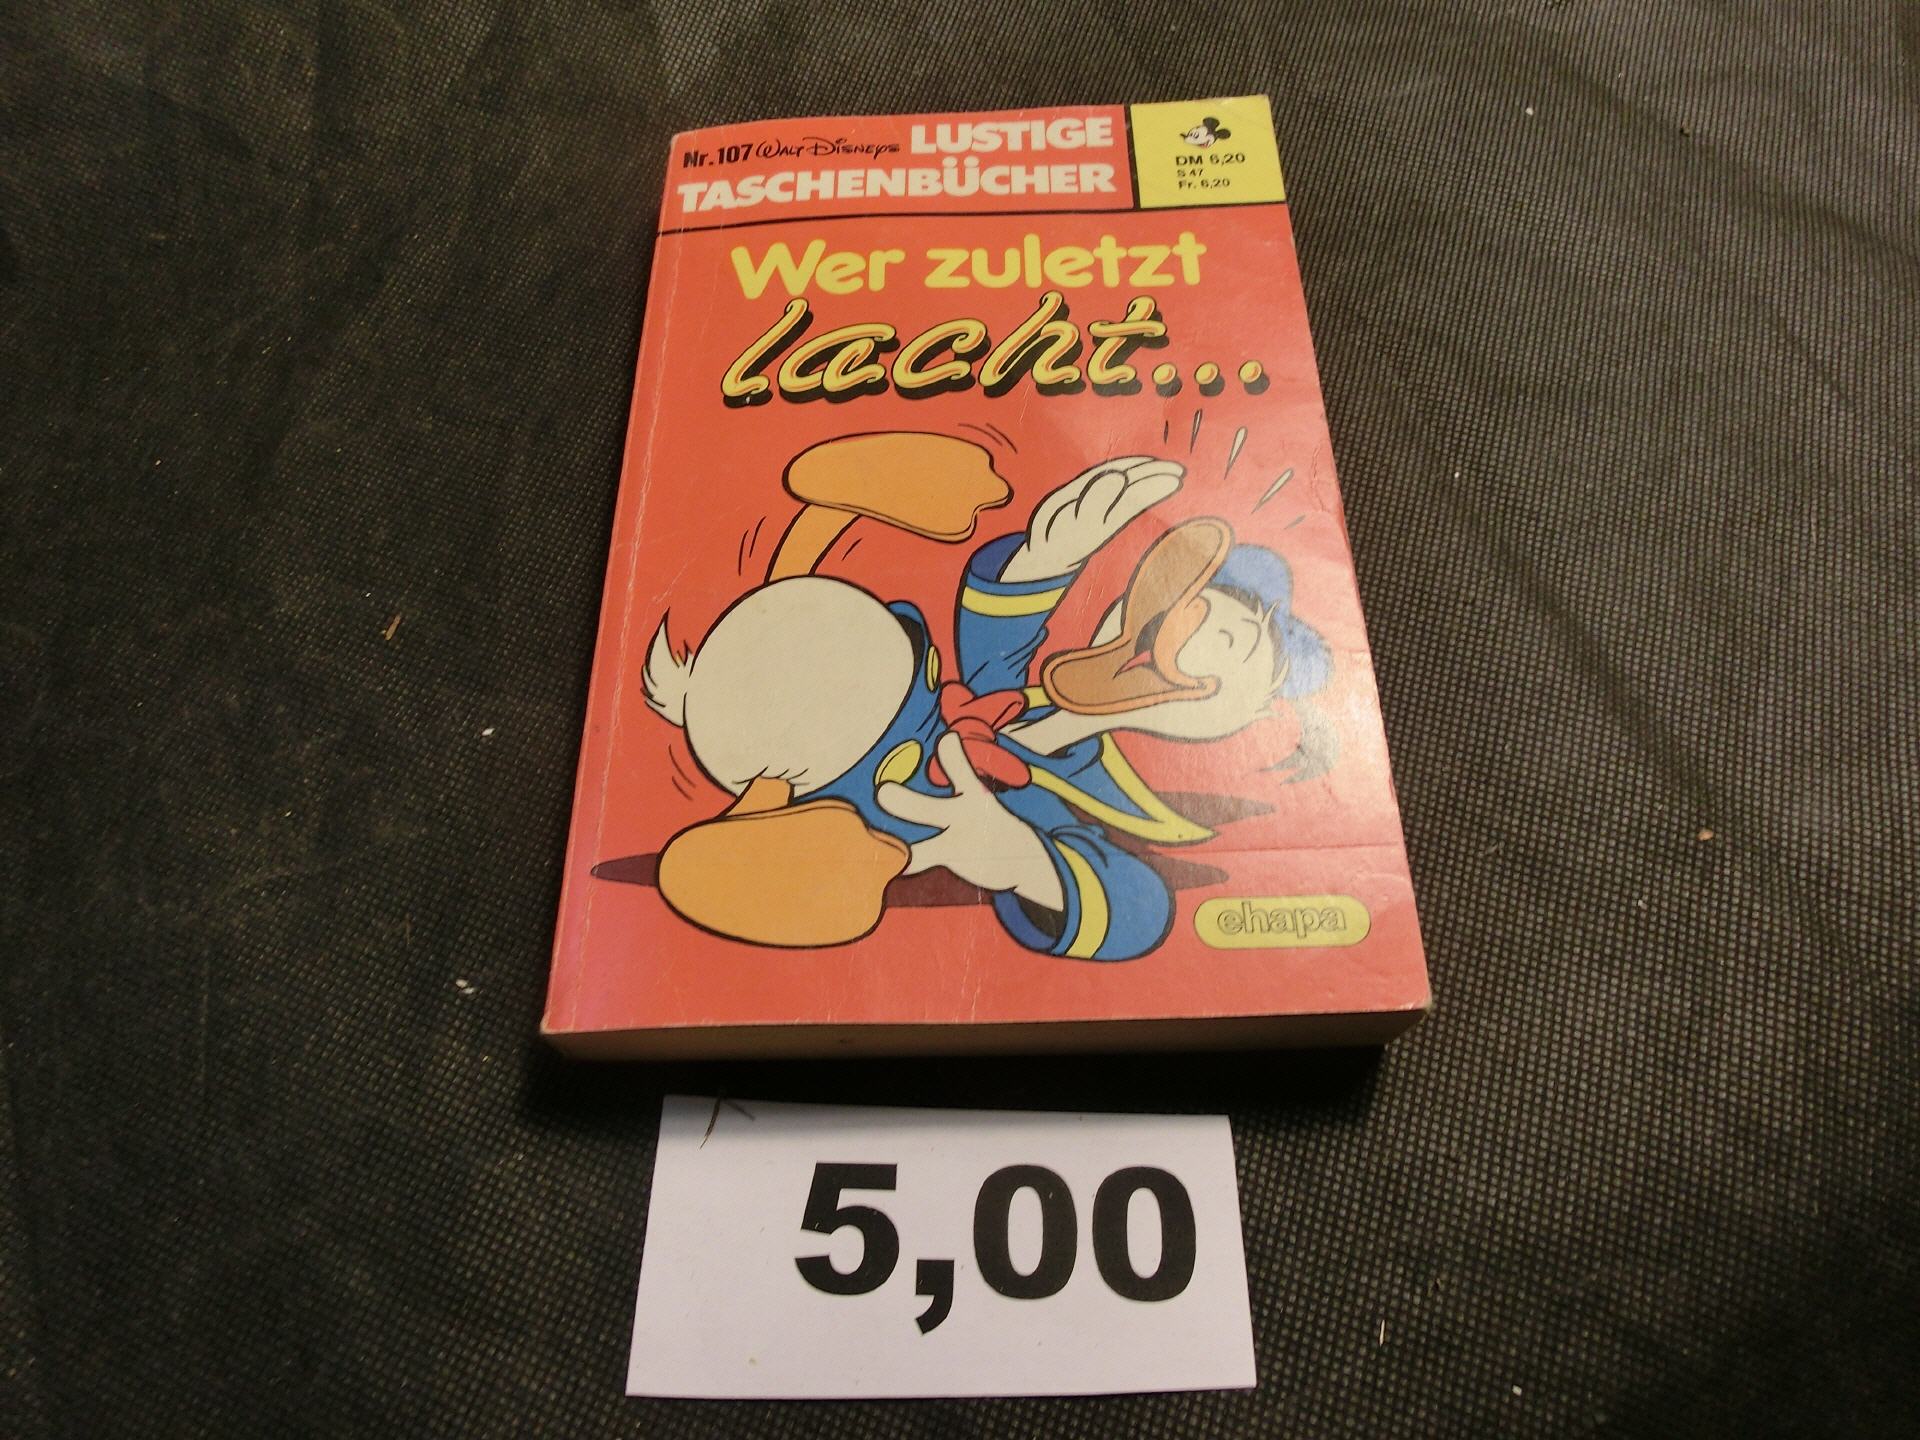 Nr.107 WALT DISNEYS LUSTIGE
TASCHENBÜCHER
DM 6,20
S 47
Fr. 6,20
Wer zuletzt
lacht...
ehapa
5,00